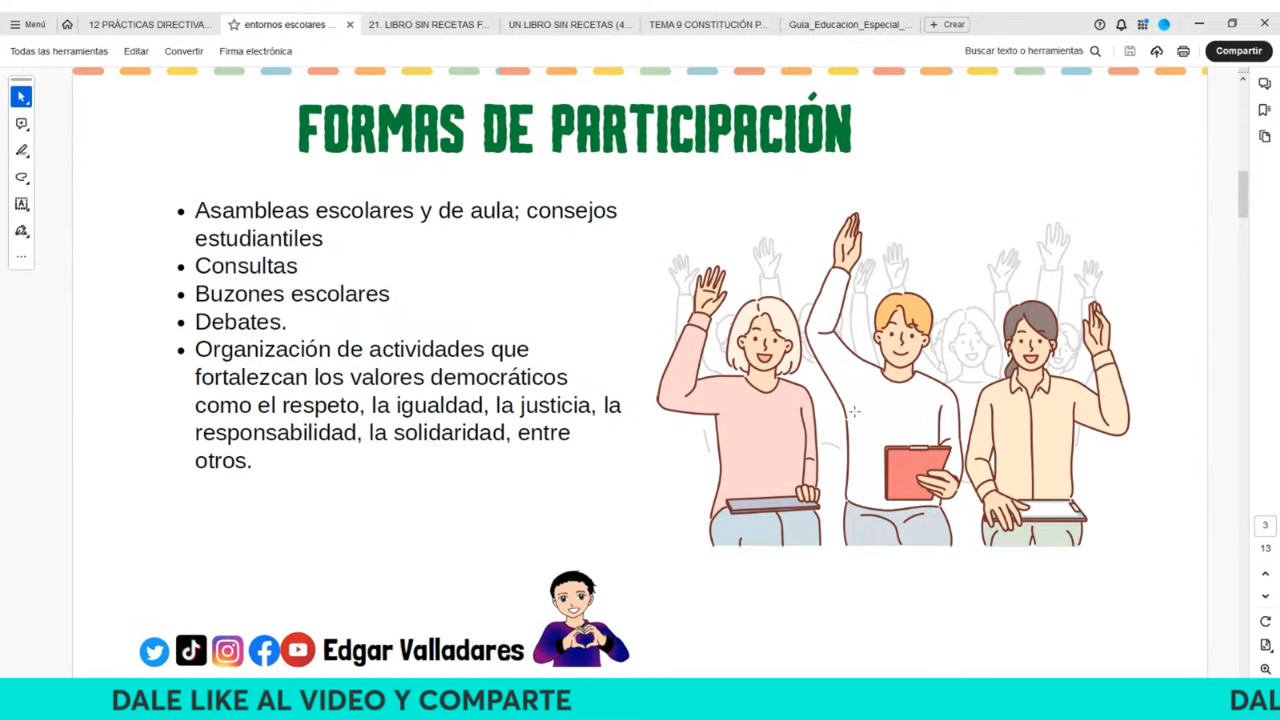 Menú
12 PRÁCTICAS DIRECTIVA...
entornos escolares ...
21. LIBRO SIN RECETAS F...
UN LIBRO SIN RECETAS (4...
TEMA 9 CONSTITUCIÓN P...
Guia_Educacion_Especial_...
+ Crear
Todas las herramientas
Editar
Convertir
Firma electrónica
Buscar texto o herramientas
Compartir
FORMAS DE PARTICIPACIÓN
• Asambleas escolares y de aula; consejos
estudiantiles
• Consultas
• Buzones escolares
• Debates.
• Organización de actividades que
fortalezcan los valores democráticos
como el respeto, la igualdad, la justicia, la
responsabilidad, la solidaridad, entre
otros.
3
13
Edgar Valladares
DALE LIKE AL VIDEO Y COMPARTE
DAL